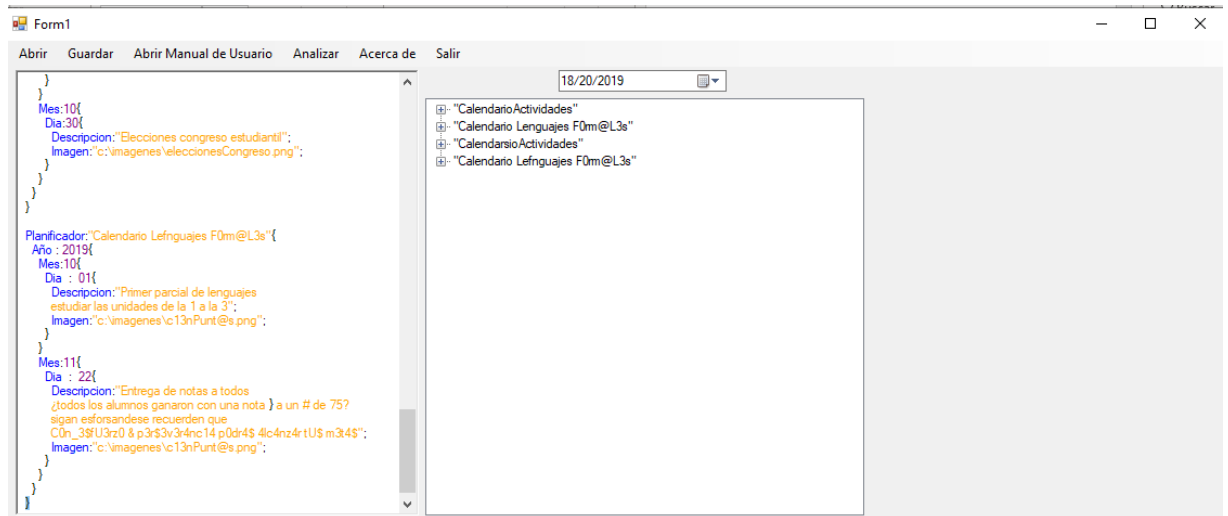 Form1
Abrir Guardar Abrir Manual de Usuario Analizar Acerca de Salir
18/20/2019
}
}
Mes:10{
Dia:30{
Descripcion:"Elecciones congreso estudiantil";
Imagen:"c:\imagenes\eleccionesCongreso.png";
}
}
}
}
Planificador:"Calendario Lefnguajes F0rm@L3s"{
Año : 2019{
Mes:10{
Dia : 01{
Descripcion:"Primer parcial de lenguajes
estudiar las unidades de la 1 a la 3";
Imagen:"c:\imagenes\c13nPunt@s.png";
}
}
Mes:11{
Dia : 22{
Descripcion:"Entrega de notas a todos
¿todos los alumnos ganaron con una nota } a un # de 75?
sigan esforsandese recuerden que
C0n_3$fU3rz0 & p3r$3v3r4nc14 p0dr4$ 4lc4nz4r tU$ m3t4$";
Imagen:"c:\imagenes\c13nPunt@s.png";
}
}
}
}
"CalendarioActividades"
"Calendario Lenguajes F0rm@L3s"
"CalendarsioActividades"
"Calendario Lefnguajes F0rm@L3s"